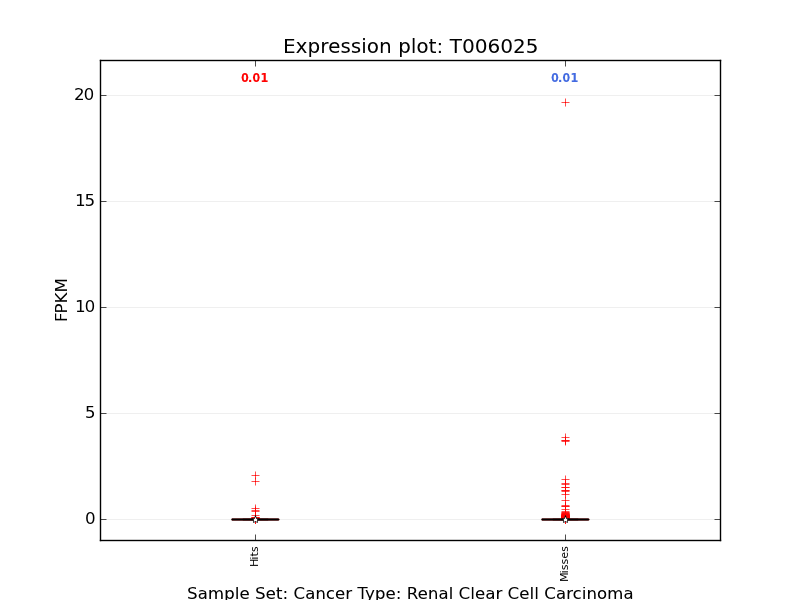 Expression plot: T006025
0.01 0.01
20
15
10
5
0
FPKM
Hits Misses
Sample Set: Cancer Type: Renal Clear Cell Carcinoma